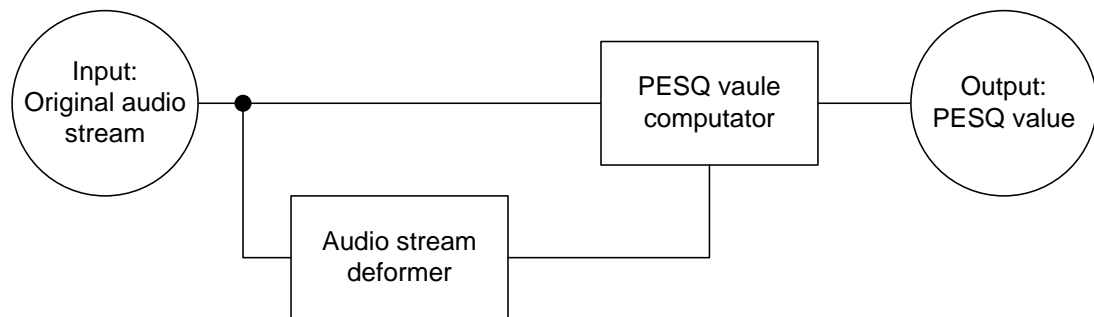 Input:
Original audio
stream
PESQ vaule
computator
Output:
PESQ value
Audio stream
deformer